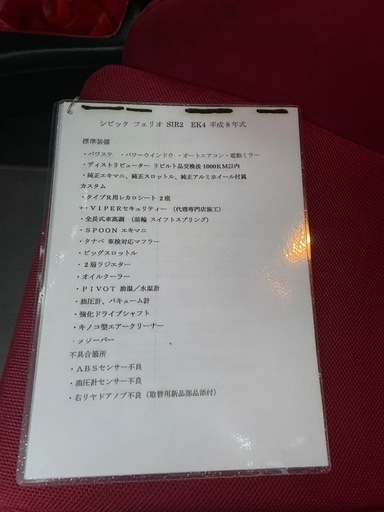 シビック フェリオ SIR2　EK4 平成8年式
標準装備
・パワステ　・パワーウインドウ ・オートエアコン・電動ミラー
・ディストリビューター リビルト品交換後1000KM以内
・純正エキマニ、純正スロットル、純正アルミホイール付属
カスタム
・タイプR用レカロシート 2座
+・VIPERセキュリティー （代理専門店施工）
・全長式車高調 （前輪 スイフトスプリング）
・SPOON エキマニ
・タナベ 車検対応マフラー
・ビッグスロットル
・2層ラジエター
・オイルクーラー
・PIVOT 油温／水温計
・油圧計、バキューム計
・強化ドライブシャフト
・キノコ型エアークリーナー
ッソーバー
不具合箇所
・ABSセンサー不良
・油圧計センサー不良
・右リヤドアノブ不良（取替用新品部品添付）